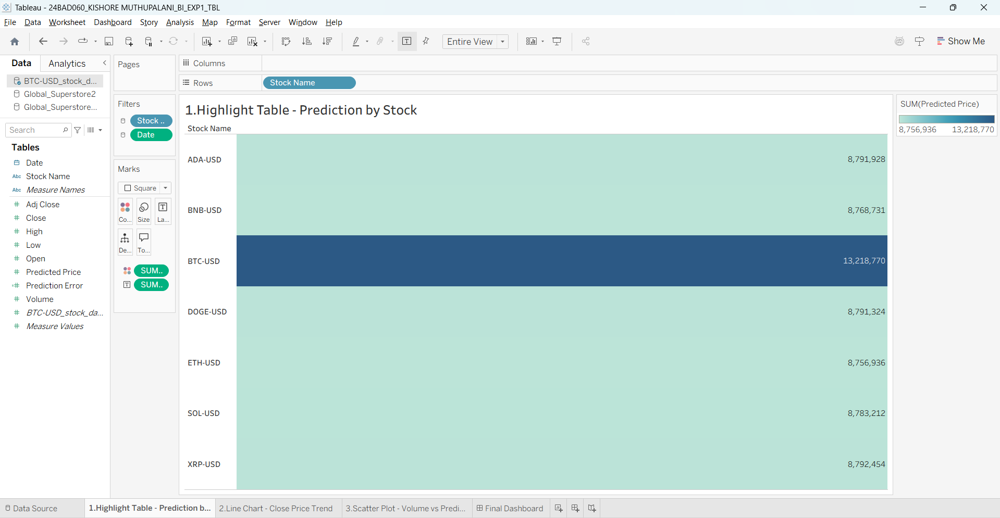 Tableau - 24BAD060_KISHORE MUTHUPALANI_BI_EXP1_TBL
File Data Worksheet Dashboard Story Analysis Map Format Server Window Help
Entire View
Show Me
Data Analytics
BTC-USD_stock_d...
Global_Superstore2
Global_Superstore...
Search
Tables
Date
Abc Stock Name
Abc Measure Names
Adj Close
Close
High
Low
Open
Predicted Price
Prediction Error
Volume
BTC-USD_stock_da...
Measure Values
Pages
Filters
Stock ..
Date
Marks
Square
Co... Size La...
De... To...
SUM..
SUM..
Columns
Rows Stock Name
1.Highlight Table - Prediction by Stock
Stock Name
ADA-USD 8,791,928
BNB-USD 8,768,731
BTC-USD 13,218,770
DOGE-USD 8,791,324
ETH-USD 8,756,936
SOL-USD 8,783,212
XRP-USD 8,792,454
SUM(Predicted Price)
8,756,936 13,218,770
Data Source 1.Highlight Table - Prediction b... 2.Line Chart - Close Price Trend 3.Scatter Plot - Volume vs Predi... Final Dashboard